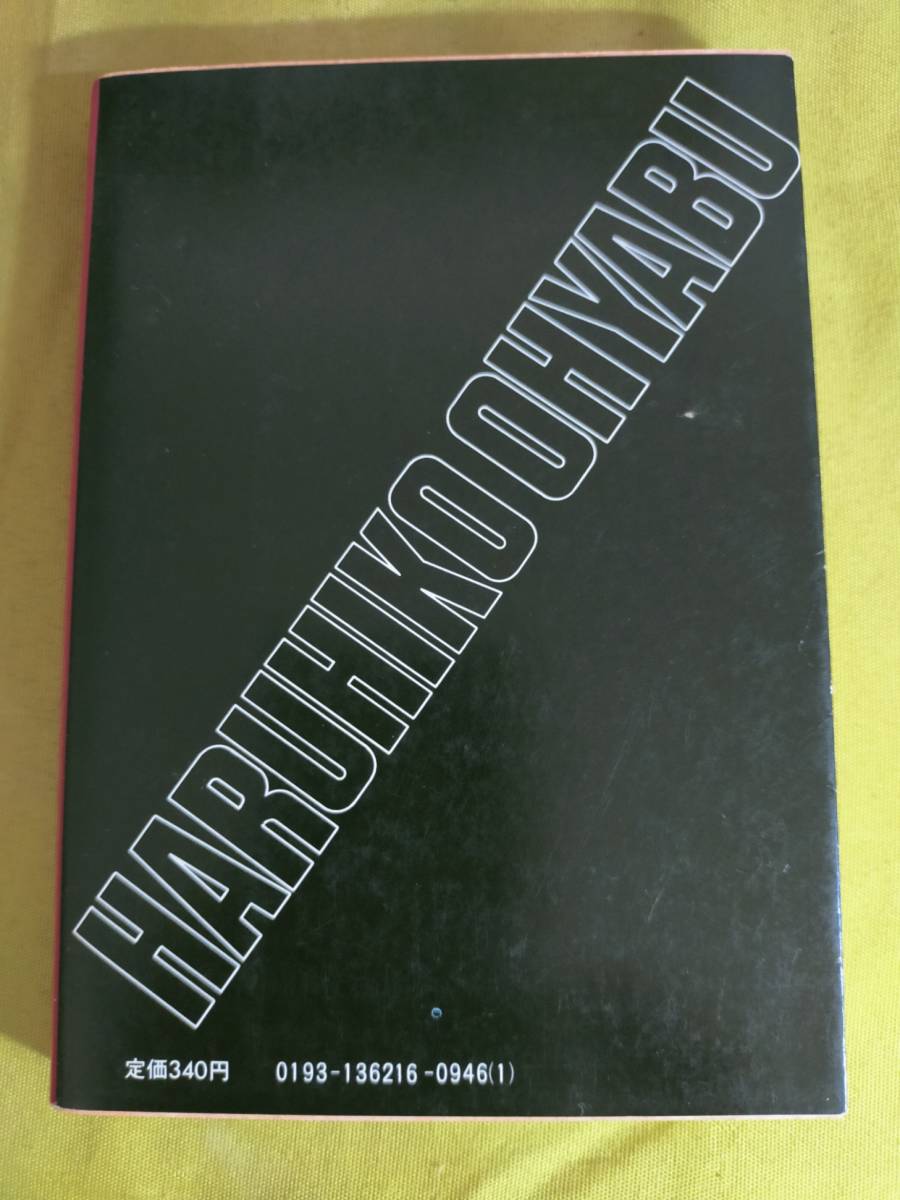 HARUHIKO OHYABU
定価340円 0193-136216-0946(1)